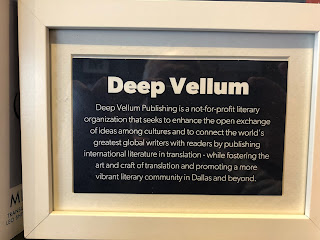 Deep Vellum
Deep Vellum Publishing is a not-for-profit literary
organization that seeks to enhance the open exchange
of ideas among cultures and to connect the world's
greatest global writers with readers by publishing
international literature in translation - while fostering the
art and craft of translation and promoting a more
vibrant literary community in Dallas and beyond.